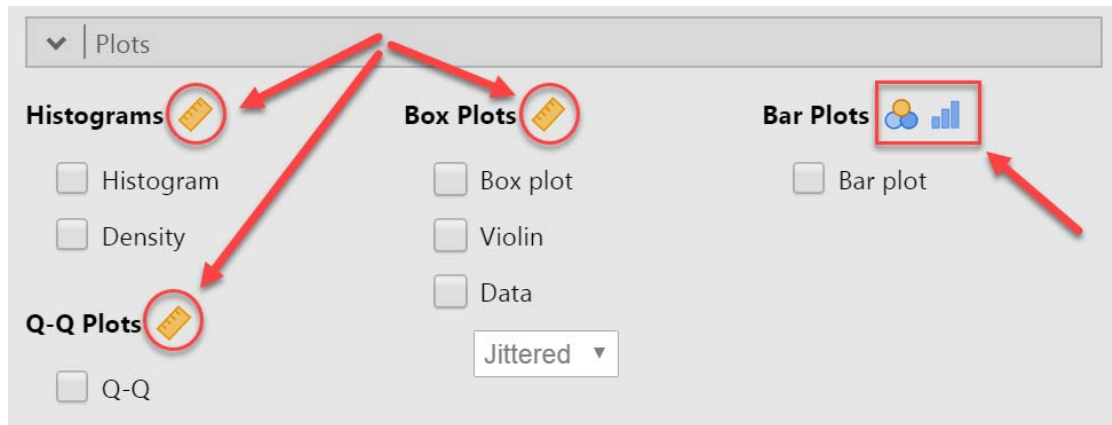 Plots
Histograms
Histogram
Density
Q-Q Plots
Q-Q
Box Plots
Box plot
Violin
Data
Jittered
Bar Plots
Bar plot